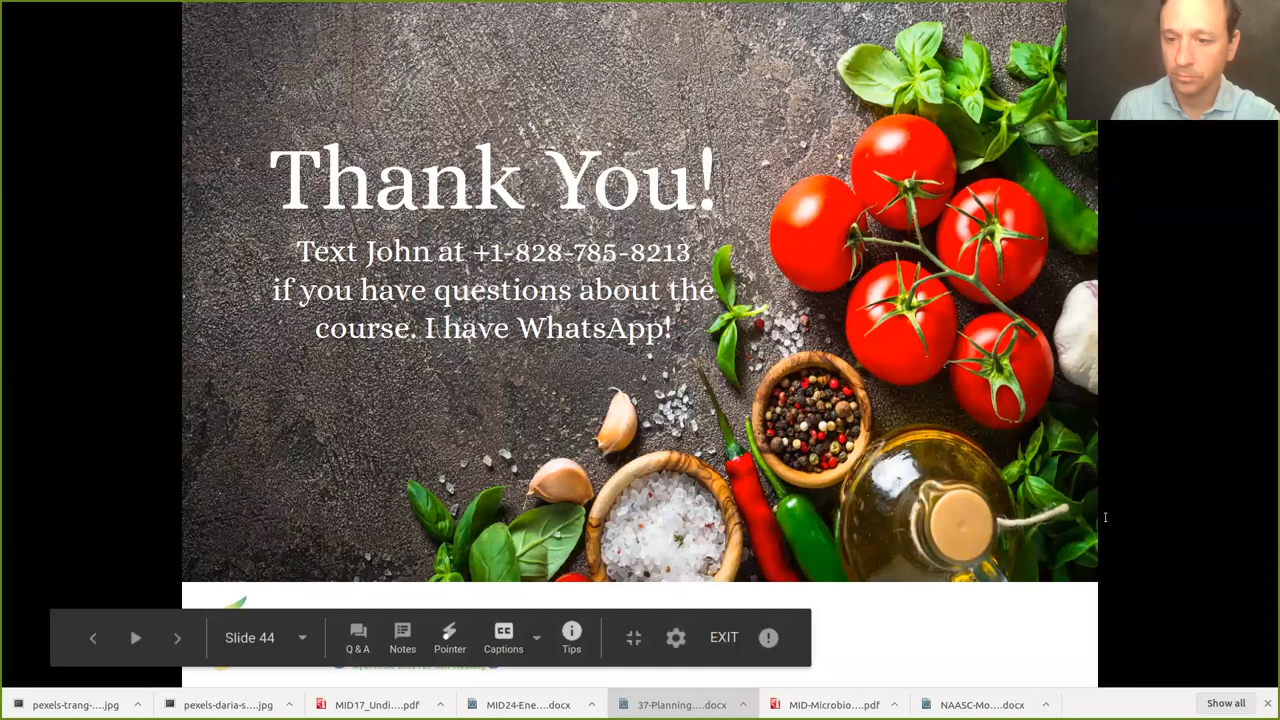 Thank You!
Text John at +1-828-785-8213
if you have questions about the
course. I have WhatsApp!
Slide 44
Q & A
Notes
Pointer
Captions
Tips
EXIT
pexels-trang-....jpg
pexels-daria-s....jpg
MID17_Undi....pdf
MID24-Ene....docx
37-Planning....docx
MID-Microbio....pdf
NAASC-Mo....docx
Show all